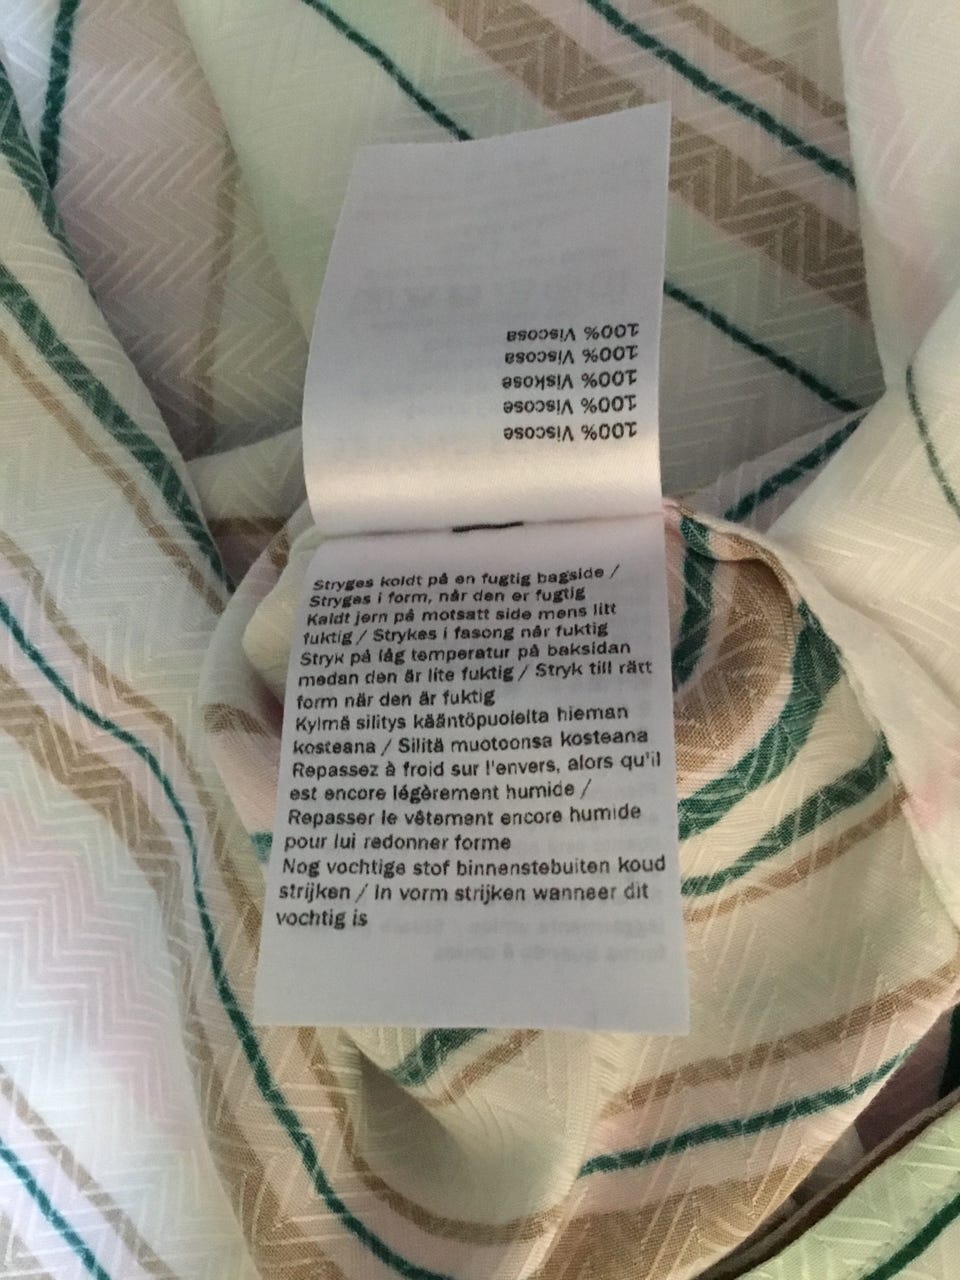 100% Viscose
100% Viscose
100% Viskose
100% Viscosa
100% Viscosa
Stryges koldt på en fugtig bagside /
Stryges i form, når den er fugtig
Kaldt jern på motsatt side mens litt
fuktig / Strykes i fasong når fuktig
Stryk på låg temperatur på baksidan
medan den är lite fuktig / Stryk till rätt
form när den är fuktig
Kylmä silitys kääntöpuolelta hieman
kosteana / Silitä muotoonsa kosteana
Repassez à froid sur l'envers, alors qu'il
est encore légèrement humide /
Repasser le vêtement encore humide
pour lui redonner forme
Nog vochtige stof binnenstebuiten koud
strijken / In vorm strijken wanneer dit
vochtig is